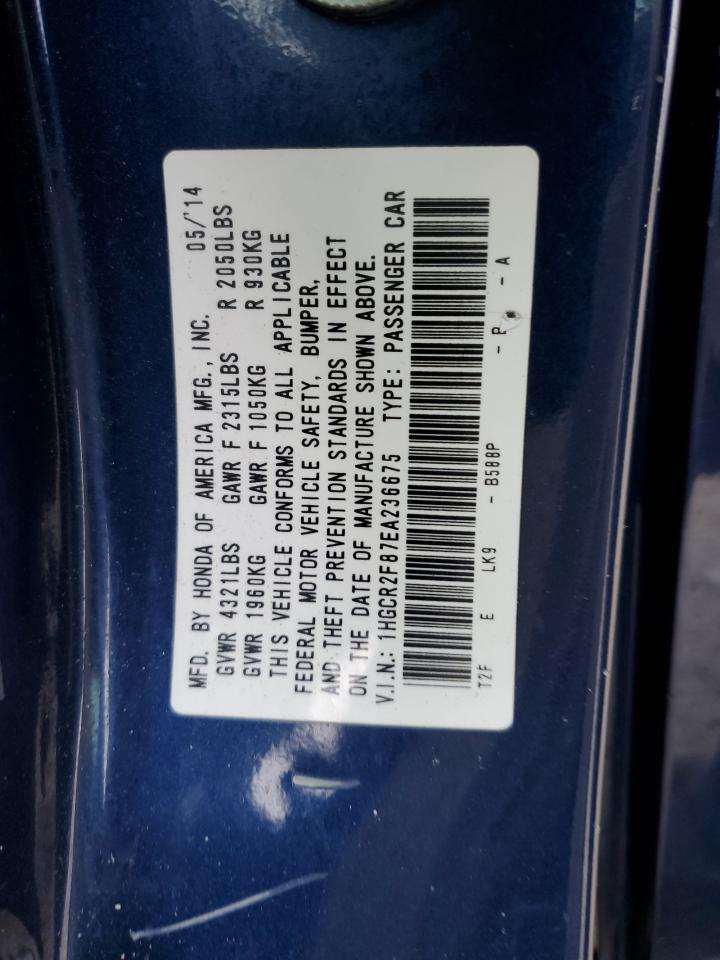 MFD. BY HONDA OF AMERICA MFG., INC. 05/'14
GVWR 4321LBS GAWR F 2315LBS R 2050LBS
GVWR 1960KG GAWR F 1050KG R 930KG
THIS VEHICLE CONFORMS TO ALL APPLICABLE
FEDERAL MOTOR VEHICLE SAFETY, BUMPER,
AND THEFT PREVENTION STANDARDS IN EFFECT
ON THE DATE OF MANUFACTURE SHOWN ABOVE.
V.I.N.: 1HGCR2F87EA236675 TYPE: PASSENGER CAR
T2F E LK9 - B588P - P - A